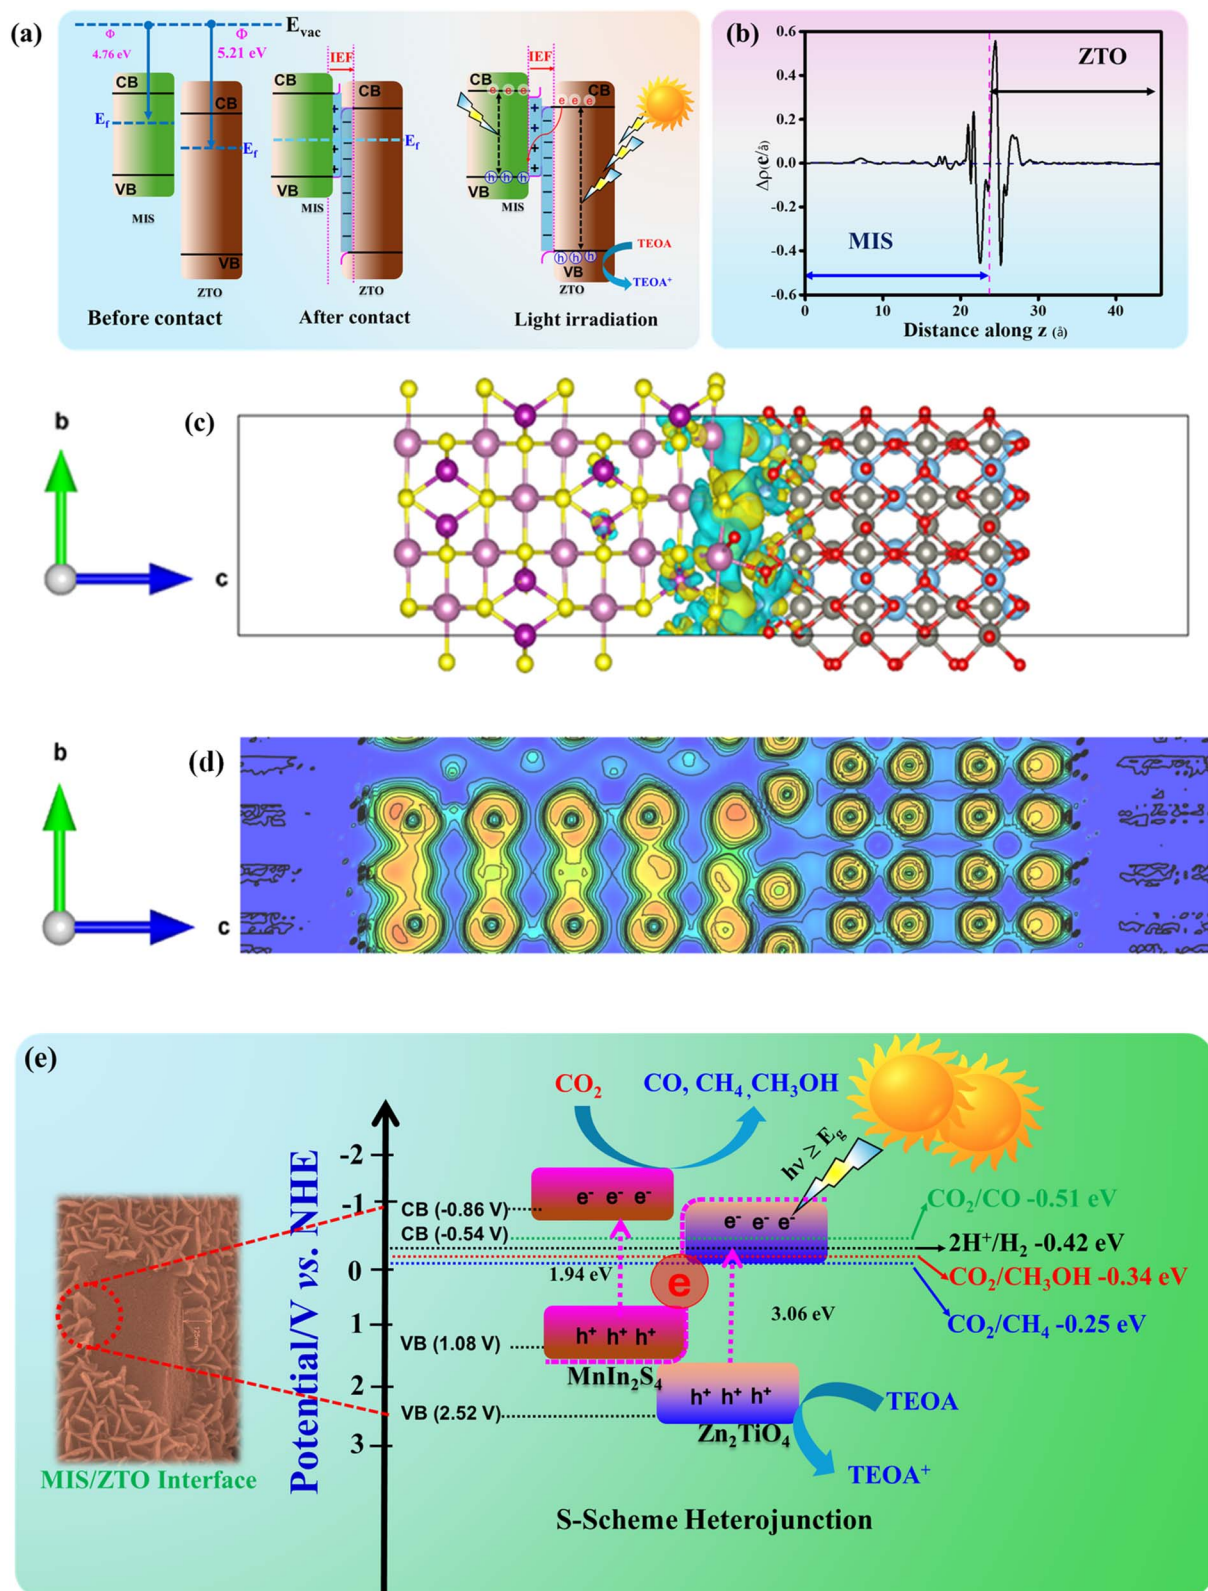 (a)
E_vac
Φ
4.76 eV
Φ
5.21 eV
CB
E_f
VB
MIS
CB
E_f
VB
ZTO
Before contact
IEF
CB
VB
MIS
+
+
+
+
CB
E_f
VB
ZTO
After contact
IEF
CB
e e e
VB
h h h
MIS
+
+
+
+
e e e
CB
h h h
VB
ZTO
TEOA
TEOA⁺
Light irradiation
(b)
ZTO
MIS
Δρ(e/å)
0.6
0.4
0.2
0.0
-0.2
-0.4
-0.6
0 10 20 30 40
Distance along z (å)
(c)
b
c
(d)
b
c
(e)
CO₂
CO, CH₄, CH₃OH
hν ≥ E_g
Potential/V vs. NHE
-2
-1
0
1
2
3
CB (-0.86 V)
CB (-0.54 V)
VB (1.08 V)
VB (2.52 V)
e⁻ e⁻ e⁻
e⁻ e⁻ e⁻
1.94 eV
e
3.06 eV
h⁺ h⁺ h⁺
MnIn₂S₄
h⁺ h⁺ h⁺
Zn₂TiO₄
CO₂/CO -0.51 eV
2H⁺/H₂ -0.42 eV
CO₂/CH₃OH -0.34 eV
CO₂/CH₄ -0.25 eV
TEOA
TEOA⁺
MIS/ZTO Interface
S-Scheme Heterojunction